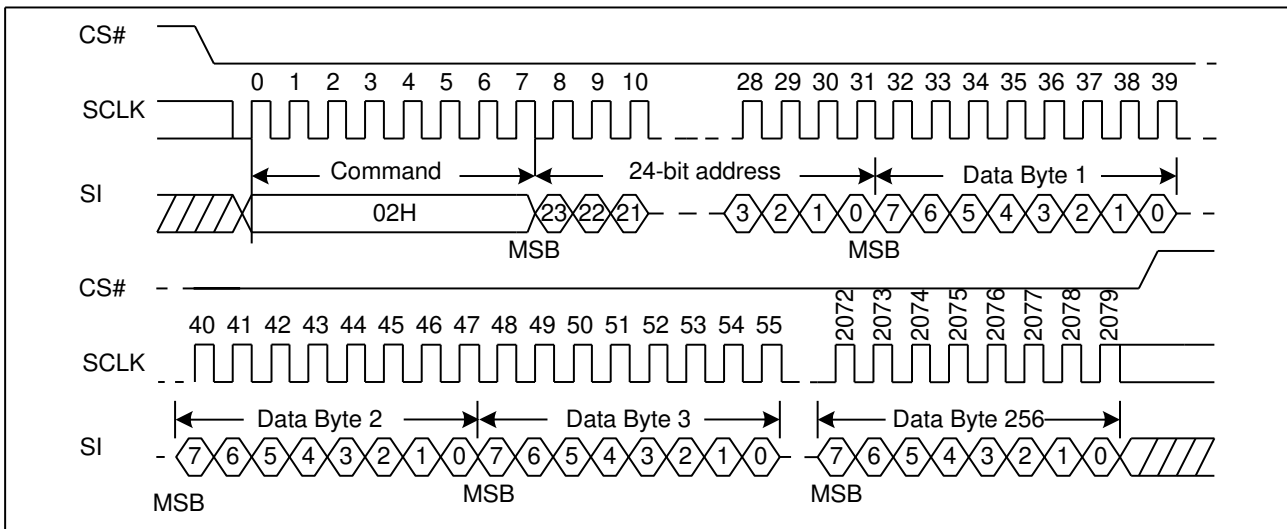 CS#
0 1 2 3 4 5 6 7 8 9 10 28 29 30 31 32 33 34 35 36 37 38 39
SCLK
Command 24-bit address Data Byte 1
SI
02H 23 22 21 3 2 1 0 7 6 5 4 3 2 1 0
MSB MSB
CS#
40 41 42 43 44 45 46 47 48 49 50 51 52 53 54 55 2072 2073 2074 2075 2076 2077 2078 2079
SCLK
Data Byte 2 Data Byte 3 Data Byte 256
SI
7 6 5 4 3 2 1 0 7 6 5 4 3 2 1 0 7 6 5 4 3 2 1 0
MSB MSB MSB